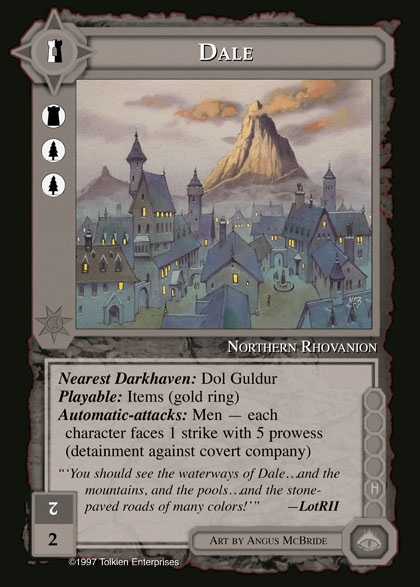 Dale
McB
Northern Rhovanion
Nearest Darkhaven: Dol Guldur
Playable: Items (gold ring)
Automatic-attacks: Men — each
character faces 1 strike with 5 prowess
(detainment against covert company)
“‘You should see the waterways of Dale…and the
mountains, and the pools…and the stone-
paved roads of many colors!’” —LotRII
H
2
2
Art by Angus McBride
©1997 Tolkien Enterprises